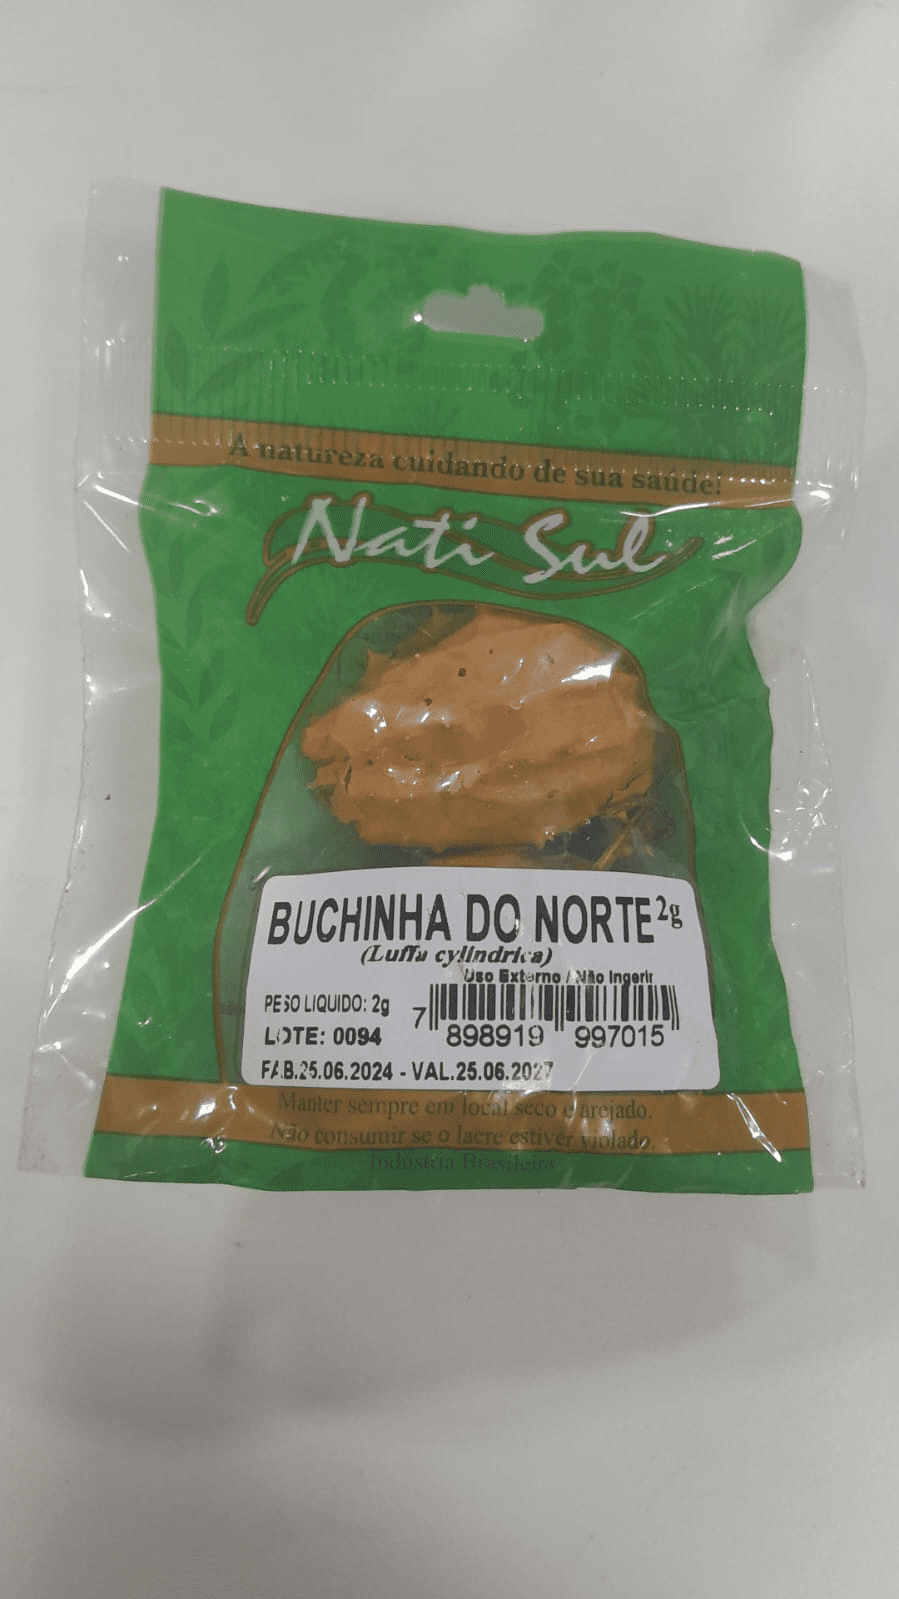 A natureza cuidando de sua saúde!
Nati Sul
BUCHINHA DO NORTE 2g
(Luffa cylindrica)
Uso Externo / Não Ingerir
PESO LIQUIDO: 2g
LOTE: 0094
7 898919 997015
FAB.25.06.2024 - VAL.25.06.2027
Manter sempre em local seco e arejado.
Não consumir se o lacre estiver violado.
Indústria Brasileira